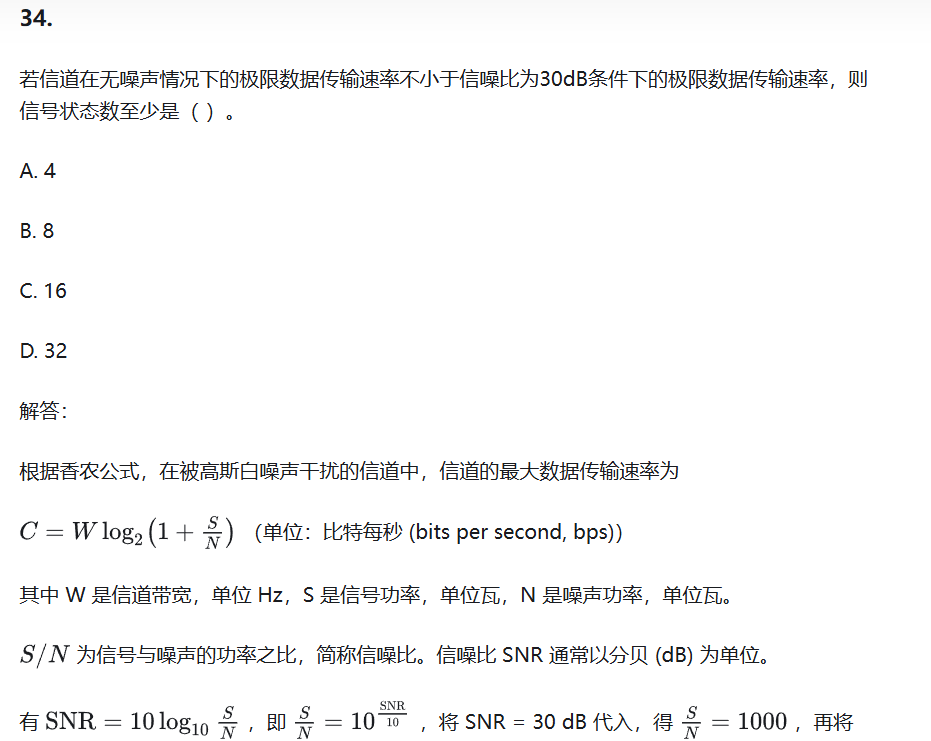 34.
若信道在无噪声情况下的极限数据传输速率不小于信噪比为30dB条件下的极限数据传输速率，则
信号状态数至少是（ ）。
A. 4
B. 8
C. 16
D. 32
解答：
根据香农公式，在被高斯白噪声干扰的信道中，信道的最大数据传输速率为
$C = W \log_2 \left(1 + \frac{S}{N}\right)$ （单位：比特每秒 (bits per second, bps)）
其中 W 是信道带宽，单位 Hz，S 是信号功率，单位瓦，N 是噪声功率，单位瓦。
$S/N$ 为信号与噪声的功率之比，简称信噪比。信噪比 SNR 通常以分贝 (dB) 为单位。
有 $\mathrm{SNR} = 10 \log_{10} \frac{S}{N}$ ，即 $\frac{S}{N} = 10^{\frac{\mathrm{SNR}}{10}}$ ，将 SNR = 30 dB 代入，得 $\frac{S}{N} = 1000$ ，再将